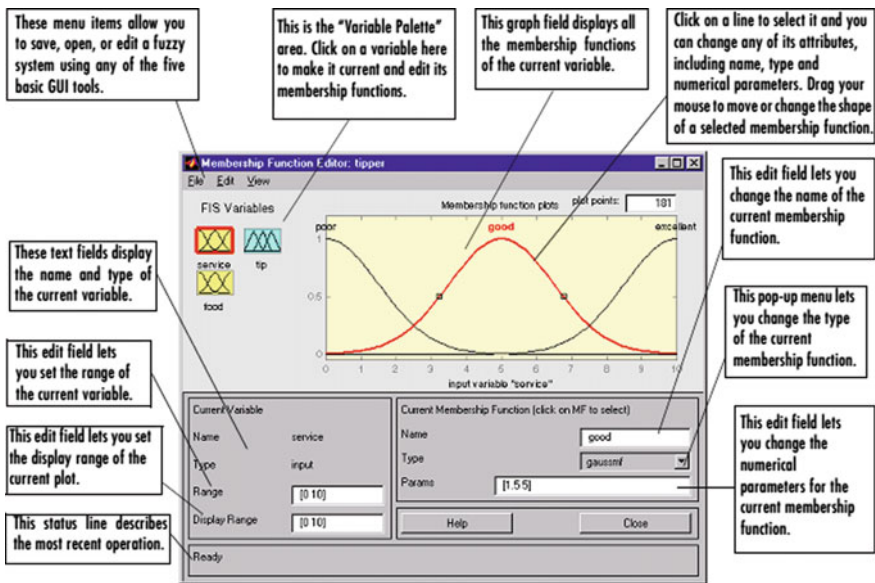 These menu items allow you
to save, open, or edit a fuzzy
system using any of the five
basic GUI tools.
This is the “Variable Palette”
area. Click on a variable here
to make it current and edit its
membership functions.
This graph field displays all
the membership functions
of the current variable.
Click on a line to select it and you
can change any of its attributes,
including name, type and
numerical parameters. Drag your
mouse to move or change the shape
of a selected membership function.
Membership Function Editor: tipper
File Edit View
FIS Variables
service
tip
food
Membership function plots
plot points:
181
poor
good
excellent
1
0.5
0
0 1 2 3 4 5 6 7 8 9 10
input variable "service"
These text fields display
the name and type of
the current variable.
This edit field lets
you set the range of
the current variable.
This edit field lets you set
the display range of the
current plot.
This status line describes
the most recent operation.
This edit field lets you
change the name of the
current membership
function.
This pop-up menu lets
you change the type
of the current
membership function.
This edit field lets
you change the
numerical
parameters for the
current membership
function.
Current Variable
Name service
Type input
Range [0 10]
Display Range [0 10]
Current Membership Function (click on MF to select)
Name good
Type gaussmf
Params [1.5 5]
Help
Close
Ready